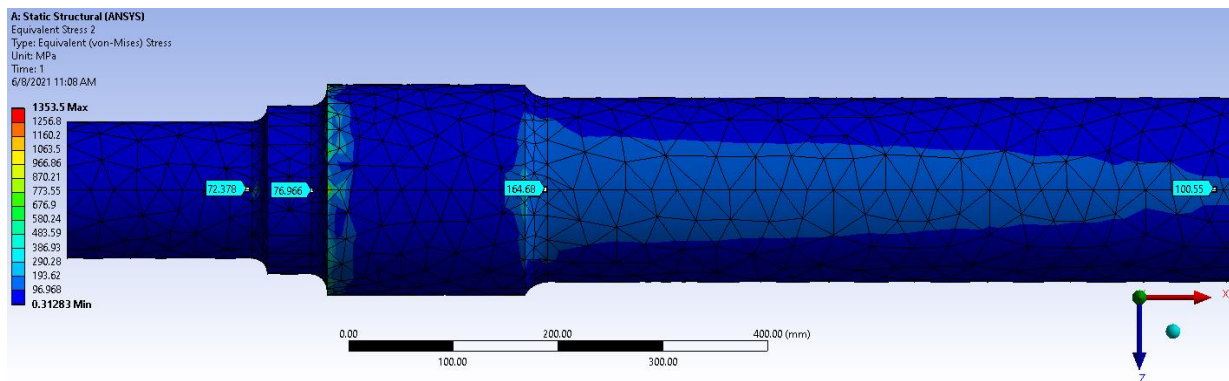 A: Static Structural (ANSYS)
Equivalent Stress 2
Type: Equivalent (von-Mises) Stress
Unit: MPa
Time: 1
6/8/2021 11:08 AM
1353.5 Max
1256.8
1160.2
1063.5
966.86
870.21
773.55
676.9
580.24
483.59
386.93
290.28
193.62
96.968
0.31283 Min
72.378
76.966
164.68
100.55
0.00
200.00
400.00 (mm)
100.00
300.00
X
Z